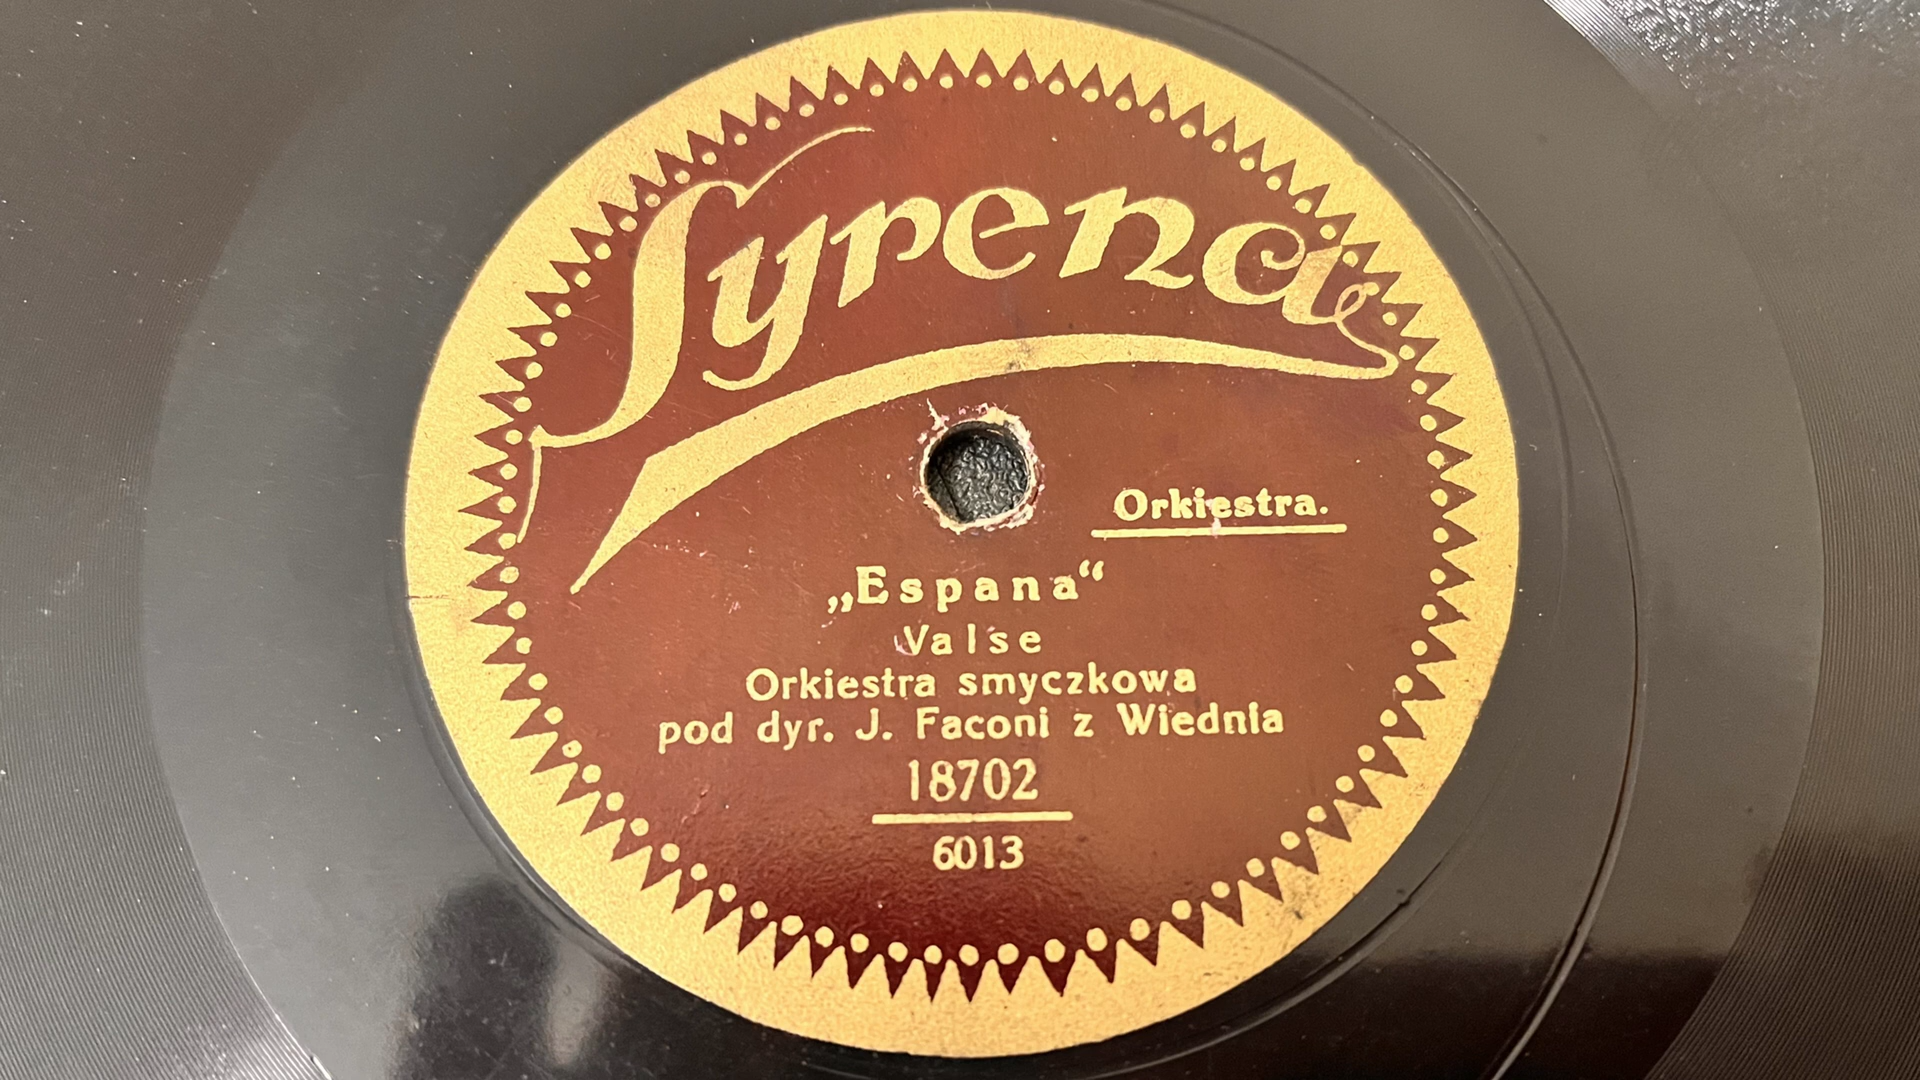 Syrena
Orkiestra.
„Espana“
Valse
Orkiestra smyczkowa
pod dyr. J. Faconi z Wiednia
18702
6013